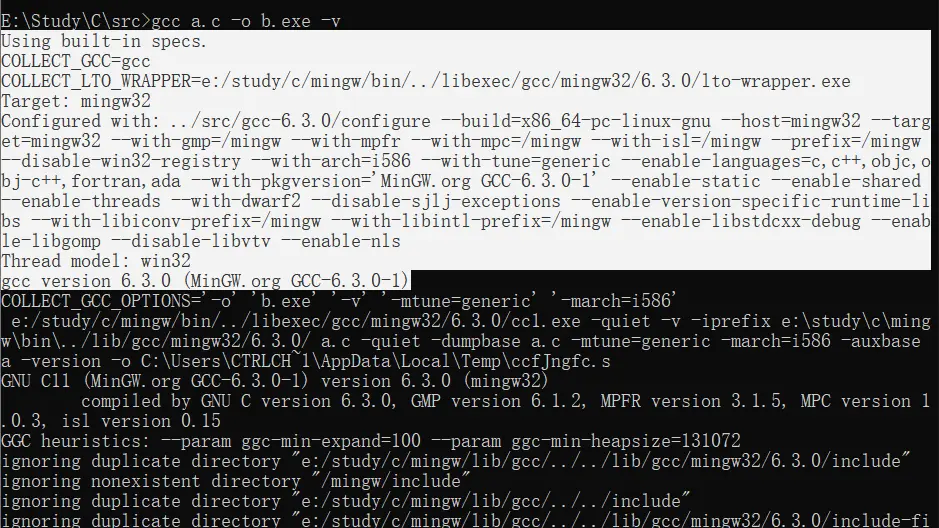 E:\Study\C\src>gcc a.c -o b.exe -v
Using built-in specs.
COLLECT_GCC=gcc
COLLECT_LTO_WRAPPER=e:/study/c/mingw/bin/../libexec/gcc/mingw32/6.3.0/lto-wrapper.exe
Target: mingw32
Configured with: ../src/gcc-6.3.0/configure --build=x86_64-pc-linux-gnu --host=mingw32 --targ
et=mingw32 --with-gmp=/mingw --with-mpfr --with-mpc=/mingw --with-isl=/mingw --prefix=/mingw
--disable-win32-registry --with-arch=i586 --with-tune=generic --enable-languages=c,c++,objc,o
bj-c++,fortran,ada --with-pkgversion='MinGW.org GCC-6.3.0-1' --enable-static --enable-shared
--enable-threads --with-dwarf2 --disable-sjlj-exceptions --enable-version-specific-runtime-li
bs --with-libiconv-prefix=/mingw --with-libintl-prefix=/mingw --enable-libstdcxx-debug --enab
le-libgomp --disable-libvtv --enable-nls
Thread model: win32
gcc version 6.3.0 (MinGW.org GCC-6.3.0-1)
COLLECT_GCC_OPTIONS='-o' 'b.exe' '-v' '-mtune=generic' '-march=i586'
e:/study/c/mingw/bin/../libexec/gcc/mingw32/6.3.0/cc1.exe -quiet -v -iprefix e:\study\c\ming
w\bin\../lib/gcc/mingw32/6.3.0/ a.c -quiet -dumpbase a.c -mtune=generic -march=i586 -auxbase
a -version -o C:\Users\CTRLCH~1\AppData\Local\Temp\ccfJngfc.s
GNU C11 (MinGW.org GCC-6.3.0-1) version 6.3.0 (mingw32)
compiled by GNU C version 6.3.0, GMP version 6.1.2, MPFR version 3.1.5, MPC version 1
.0.3, isl version 0.15
GGC heuristics: --param ggc-min-expand=100 --param ggc-min-heapsize=131072
ignoring duplicate directory "e:/study/c/mingw/lib/gcc/../../lib/gcc/mingw32/6.3.0/include"
ignoring nonexistent directory "/mingw/include"
ignoring duplicate directory "e:/study/c/mingw/lib/gcc/../../include"
ignoring duplicate directory "e:/study/c/mingw/lib/gcc/../../lib/gcc/mingw32/6.3.0/include-fi